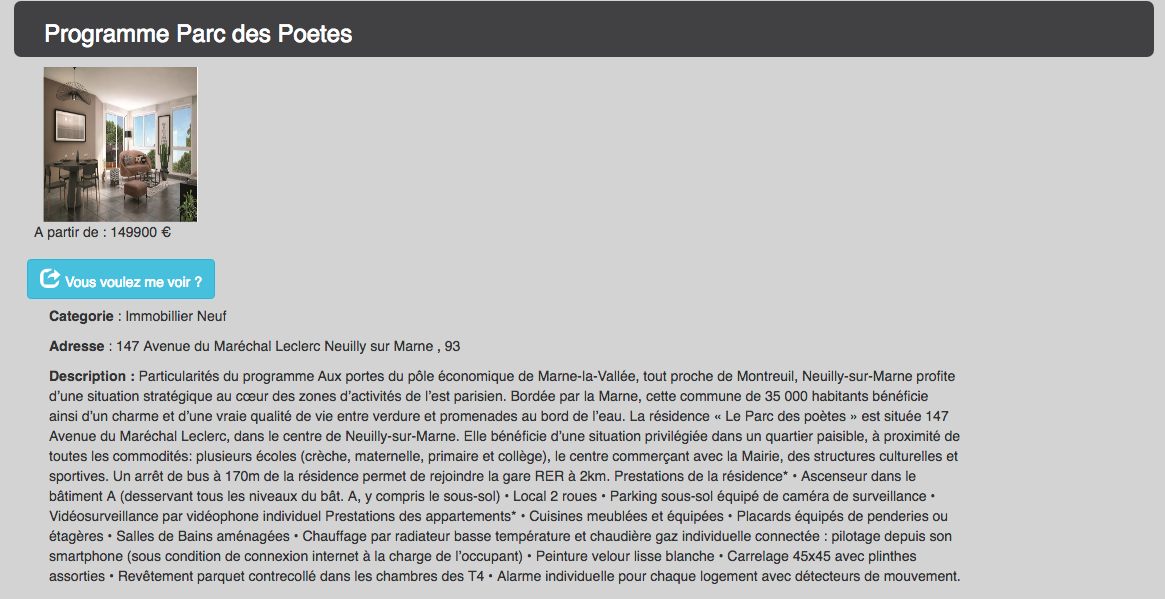 Programme Parc des Poetes
A partir de : 149900 €
Vous voulez me voir ?
Categorie : Immobillier Neuf
Adresse : 147 Avenue du Maréchal Leclerc Neuilly sur Marne , 93
Description : Particularités du programme Aux portes du pôle économique de Marne-la-Vallée, tout proche de Montreuil, Neuilly-sur-Marne profite
d’une situation stratégique au cœur des zones d’activités de l’est parisien. Bordée par la Marne, cette commune de 35 000 habitants bénéficie
ainsi d’un charme et d’une vraie qualité de vie entre verdure et promenades au bord de l’eau. La résidence « Le Parc des poètes » est située 147
Avenue du Maréchal Leclerc, dans le centre de Neuilly-sur-Marne. Elle bénéficie d’une situation privilégiée dans un quartier paisible, à proximité de
toutes les commodités: plusieurs écoles (crèche, maternelle, primaire et collège), le centre commerçant avec la Mairie, des structures culturelles et
sportives. Un arrêt de bus à 170m de la résidence permet de rejoindre la gare RER à 2km. Prestations de la résidence* • Ascenseur dans le
bâtiment A (desservant tous les niveaux du bât. A, y compris le sous-sol) • Local 2 roues • Parking sous-sol équipé de caméra de surveillance •
Vidéosurveillance par vidéophone individuel Prestations des appartements* • Cuisines meublées et équipées • Placards équipés de penderies ou
étagères • Salles de Bains aménagées • Chauffage par radiateur basse température et chaudière gaz individuelle connectée : pilotage depuis son
smartphone (sous condition de connexion internet à la charge de l’occupant) • Peinture velour lisse blanche • Carrelage 45x45 avec plinthes
assorties • Revêtement parquet contrecollé dans les chambres des T4 • Alarme individuelle pour chaque logement avec détecteurs de mouvement.